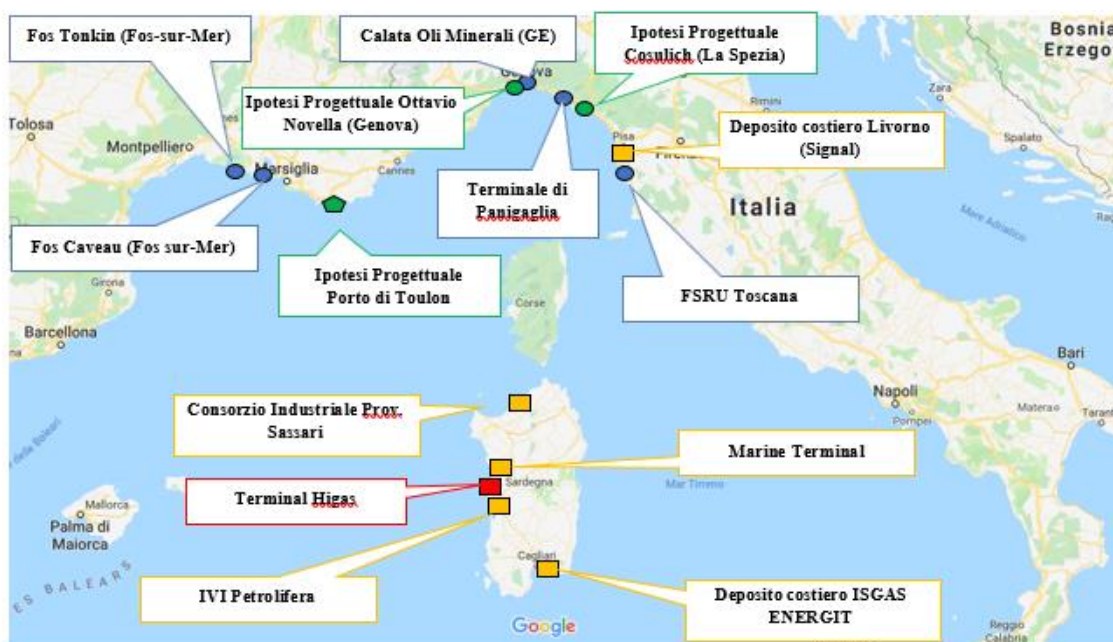 Fos Tonkin (Fos-sur-Mer)
Calata Oli Minerali (GE)
Ipotesi Progettuale
Cosulich (La Spezia)
Bosnia
Erzego
Genova
Ipotesi Progettuale Ottavio
Novella (Genova)
Tolosa
Montpelliero
Marsiglia
Cannes
Rimini
Zara
Spalato
Pisa
Firenze
Deposito costiero Livorno
(Signal)
Terminale di
Panigaglia
Italia
Mare Adriatico
Fos Caveau (Fos sur-Mer)
Ipotesi Progettuale
Porto di Toulon
FSRU Toscana
Girona
Corse
Barcellona
Bari
Napoli
Pompei
Matera
Taranto
Consorzio Industriale Prov.
Sassari
Marine Terminal
Terminal Higas
Sardegna
Mar Tirreno
Mallorca
Palma di
Maiorca
Cagliari
IVI Petrolifera
Deposito costiero ISGAS
ENERGIT
ES BALEARS
Google
Reggio
Calabria